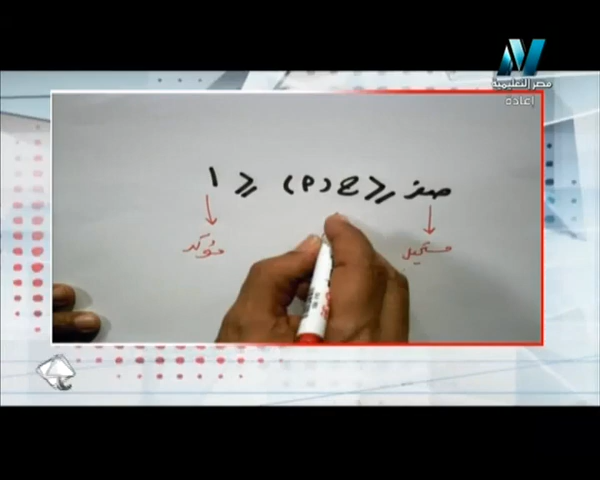 مصر التعليمية
إعادة
صفر ⩾ ح(م) ⩾ ١
مستحيل
مؤكد